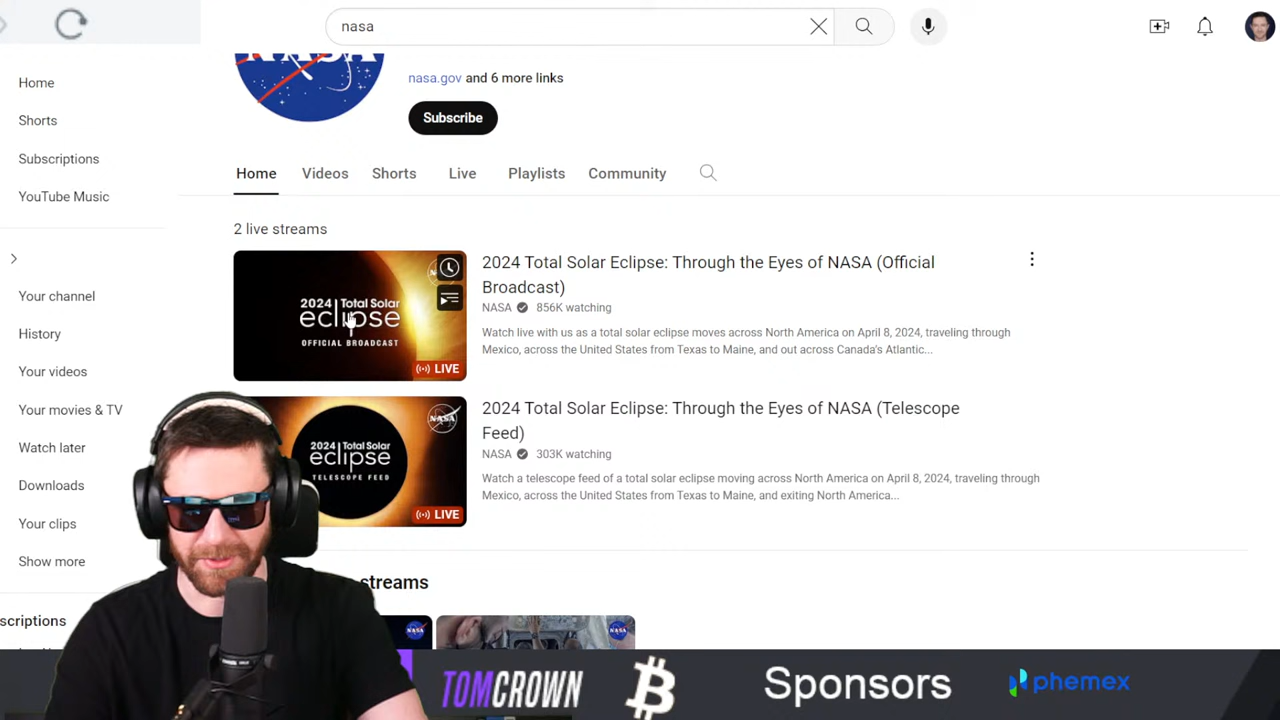 nasa
NASA
nasa.gov and 6 more links
Subscribe
Home
Shorts
Subscriptions
YouTube Music
Your channel
History
Your videos
Your movies & TV
Watch later
Downloads
Your clips
Show more
scriptions
Home
Videos
Shorts
Live
Playlists
Community
2 live streams
2024 | Total Solar
eclipse
OFFICIAL BROADCAST
LIVE
2024 Total Solar Eclipse: Through the Eyes of NASA (Official
Broadcast)
NASA 856K watching
Watch live with us as a total solar eclipse moves across North America on April 8, 2024, traveling through
Mexico, across the United States from Texas to Maine, and out across Canada's Atlantic...
NASA
2024 | Total Solar
eclipse
TELESCOPE FEED
LIVE
2024 Total Solar Eclipse: Through the Eyes of NASA (Telescope
Feed)
NASA 303K watching
Watch a telescope feed of a total solar eclipse moving across North America on April 8, 2024, traveling through
Mexico, across the United States from Texas to Maine, and exiting North America...
streams
NASA
NASA
TOMCROWN
Sponsors
phemex